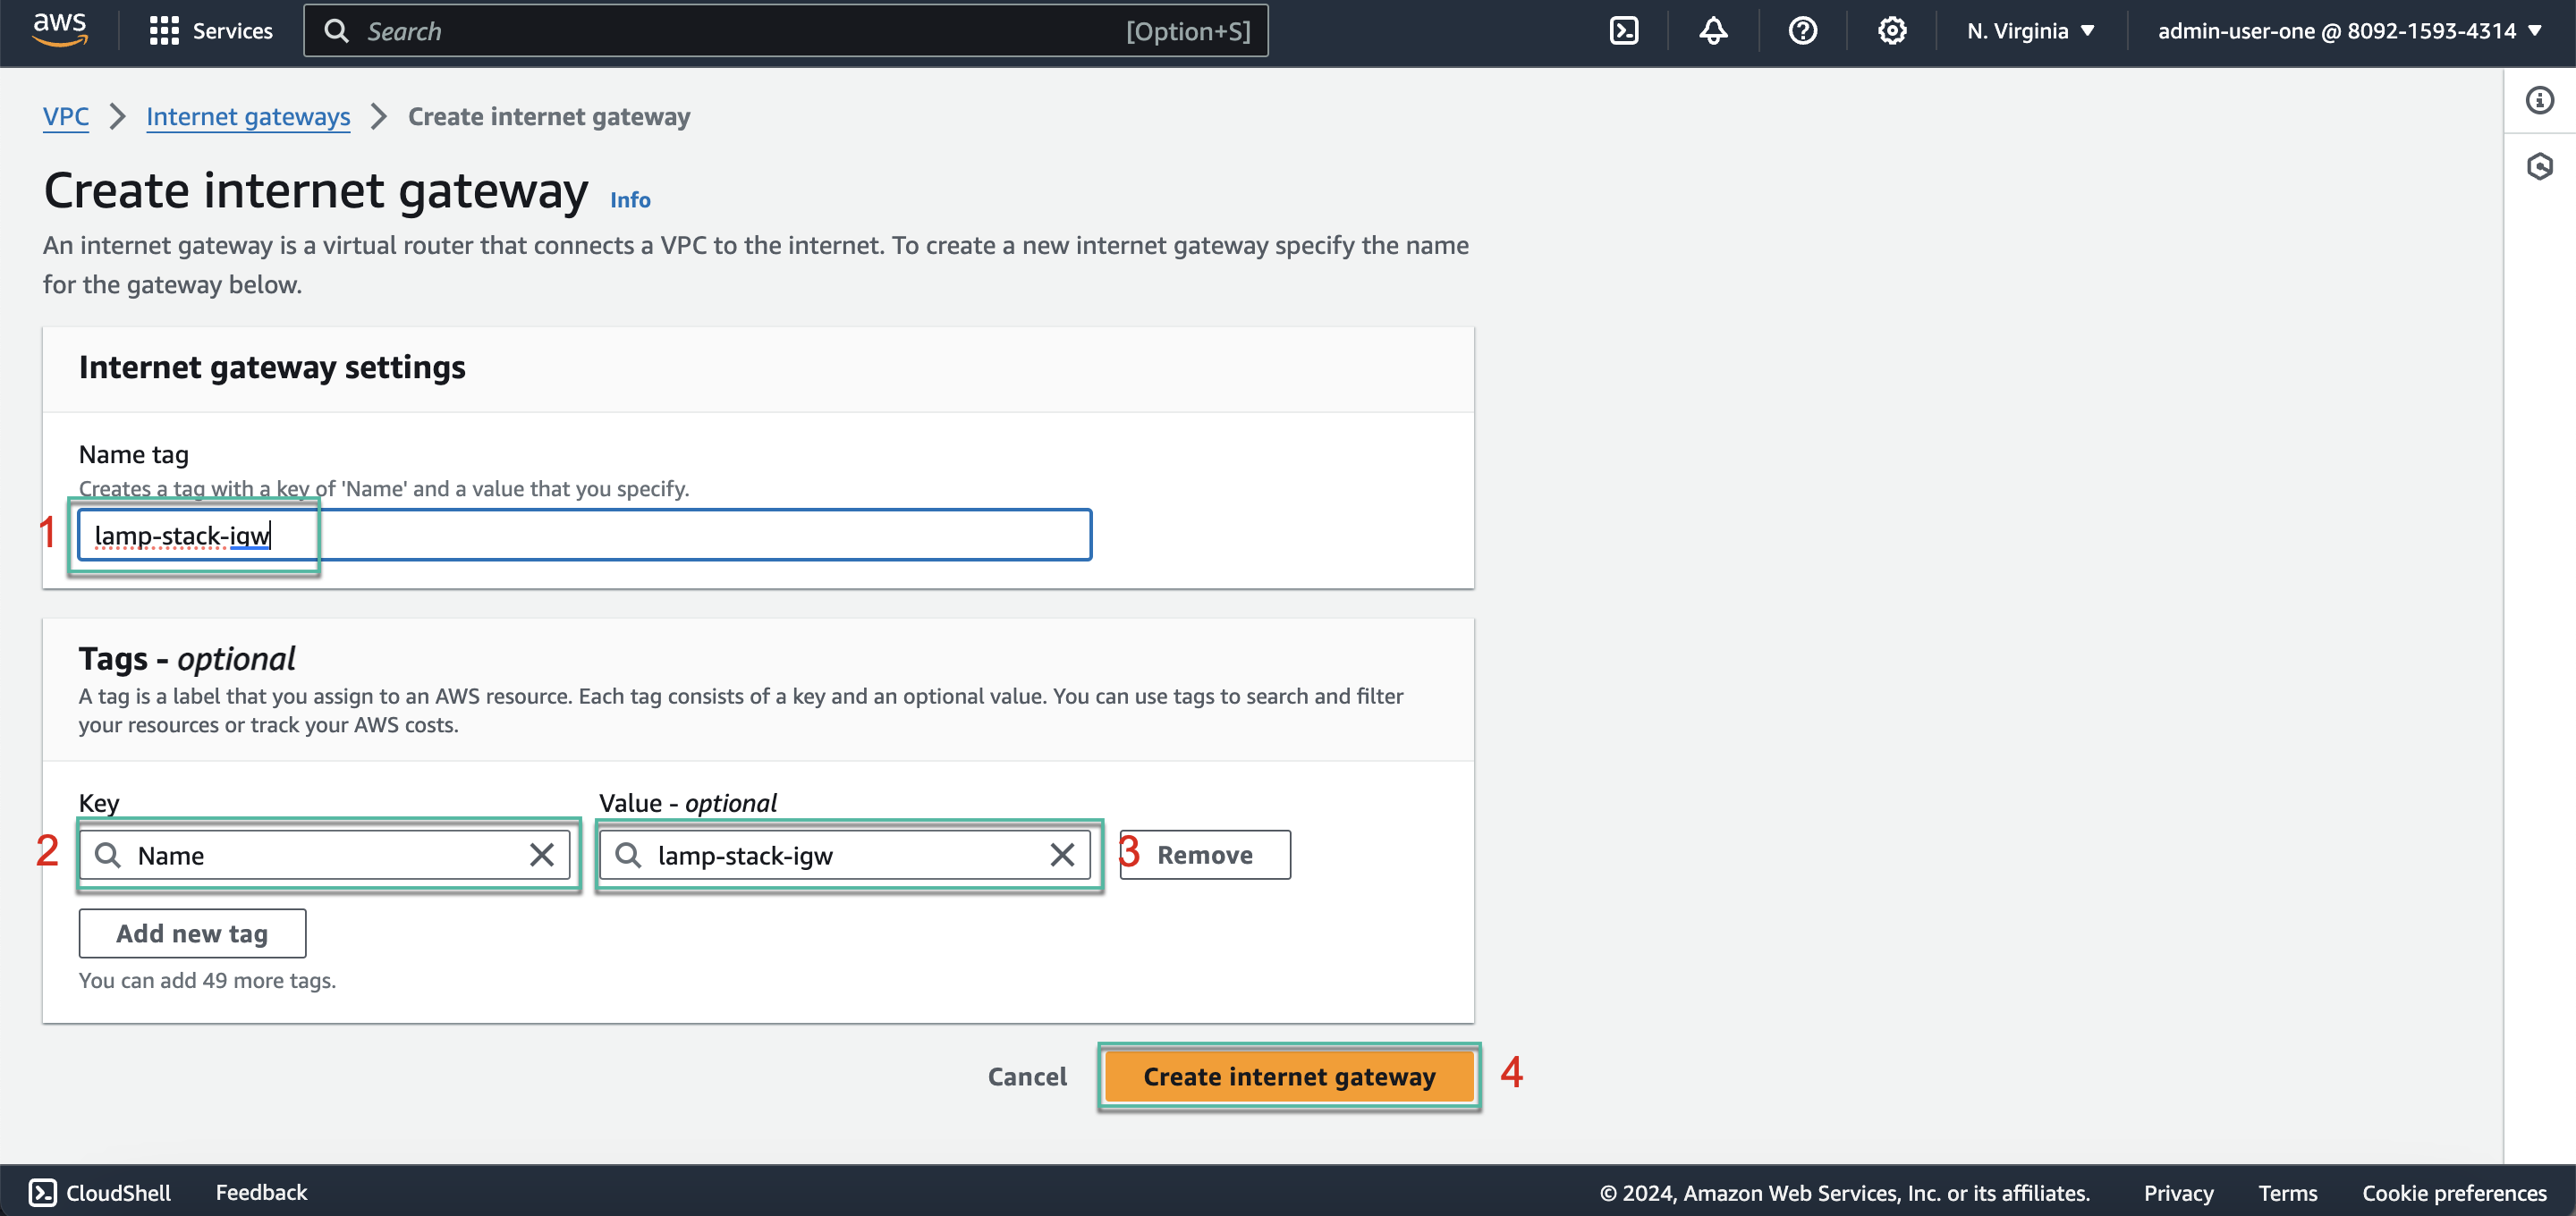 aws
Services
Search
[Option+S]
N. Virginia
admin-user-one @ 8092-1593-4314
VPC
Internet gateways
Create internet gateway
Create internet gateway
Info
An internet gateway is a virtual router that connects a VPC to the internet. To create a new internet gateway specify the name
for the gateway below.
Internet gateway settings
Name tag
Creates a tag with a key of 'Name' and a value that you specify.
1
lamp-stack-igw
Tags - optional
A tag is a label that you assign to an AWS resource. Each tag consists of a key and an optional value. You can use tags to search and filter
your resources or track your AWS costs.
Key
Value - optional
2
Name
lamp-stack-igw
3
Remove
Add new tag
You can add 49 more tags.
Cancel
Create internet gateway
4
CloudShell
Feedback
© 2024, Amazon Web Services, Inc. or its affiliates.
Privacy
Terms
Cookie preferences